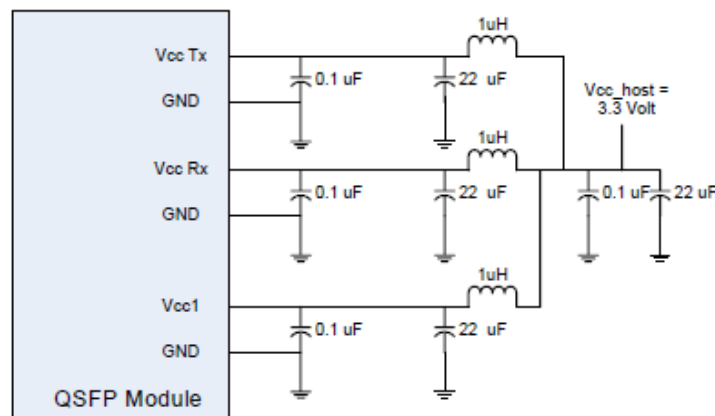 1uH
Vcc Tx
0.1 uF
22 uF
GND
Vcc_host =
3.3 Volt
1uH
Vcc Rx
0.1 uF
22 uF
0.1 uF
22 uF
GND
1uH
Vcc1
0.1 uF
22 uF
GND
QSFP Module